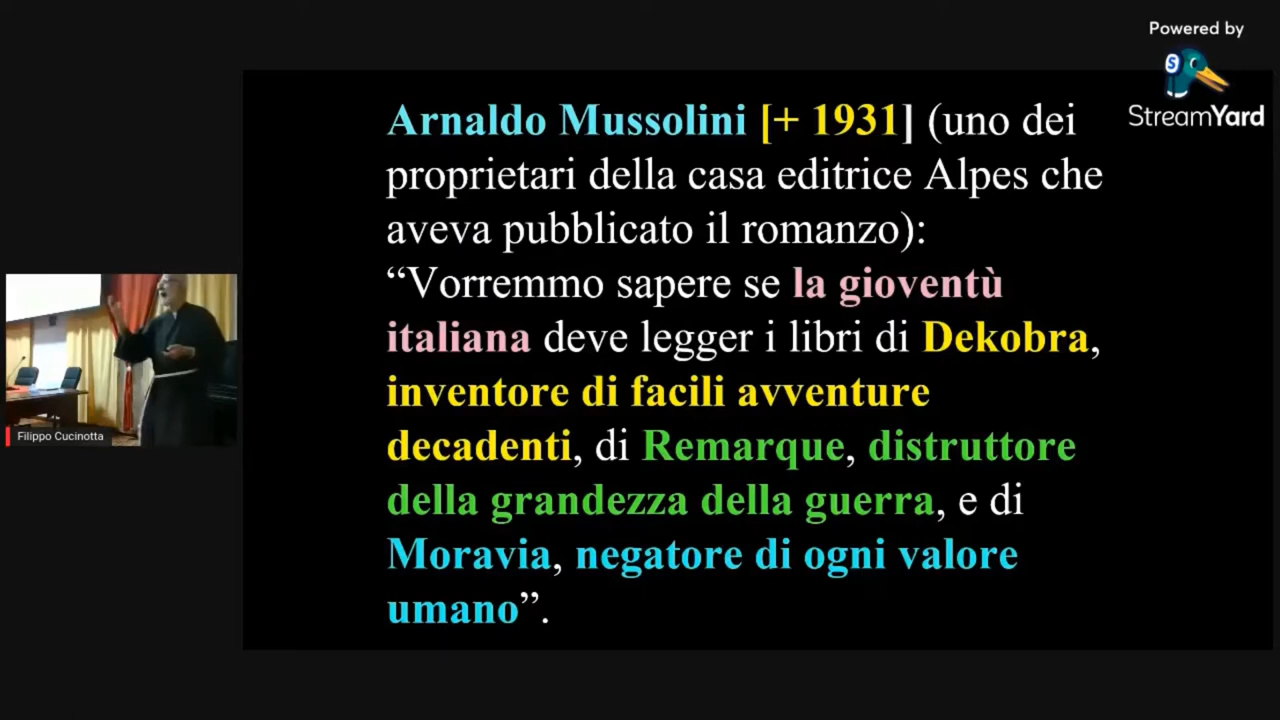 Powered by
StreamYard
Arnaldo Mussolini [+ 1931] (uno dei
proprietari della casa editrice Alpes che
aveva pubblicato il romanzo):
“Vorremmo sapere se la gioventù
italiana deve legger i libri di Dekobra,
inventore di facili avventure
decadenti, di Remarque, distruttore
della grandezza della guerra, e di
Moravia, negatore di ogni valore
umano”.
Filippo Cucinotta